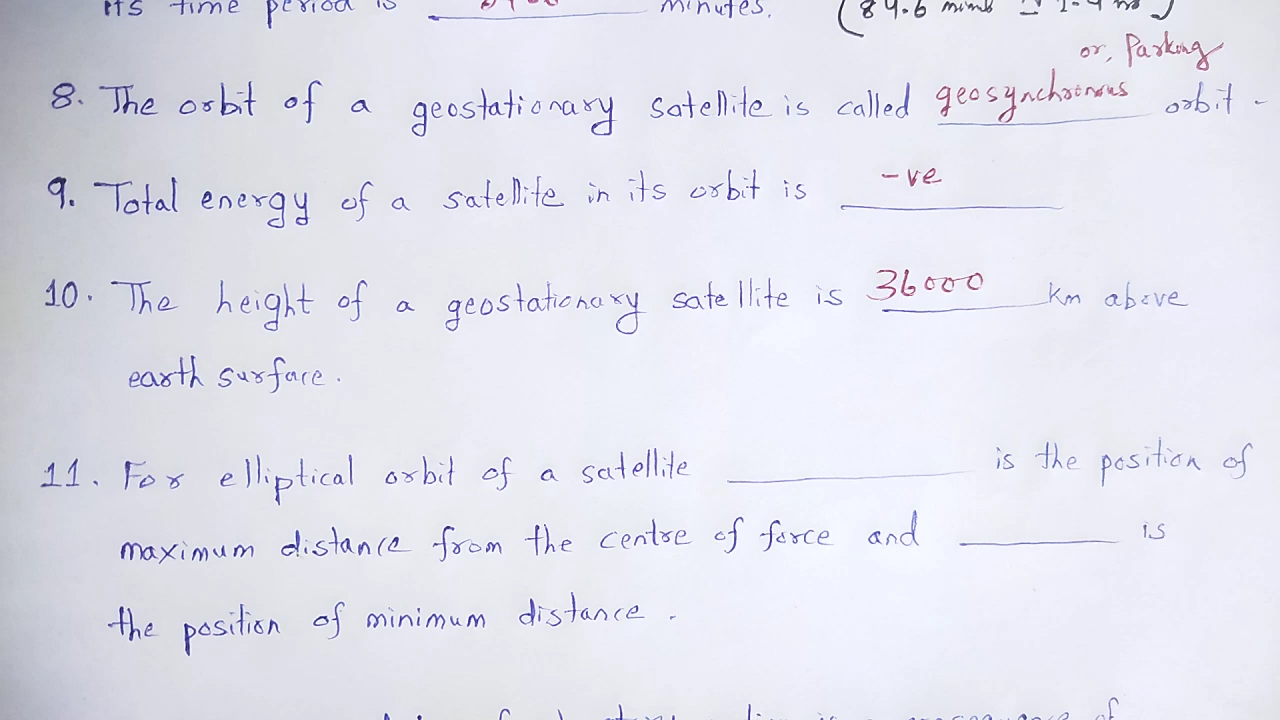 its time period is minutes. (84.6 min
or, Parking
8. The orbit of a geostationary satellite is called geosynchronous orbit -
9. Total energy of a satellite in its orbit is -ve
10. The height of a geostationary satellite is 36000 Km above
earth surface.
11. For elliptical orbit of a satellite ________ is the position of
maximum distance from the centre of force and ________ is
the position of minimum distance.